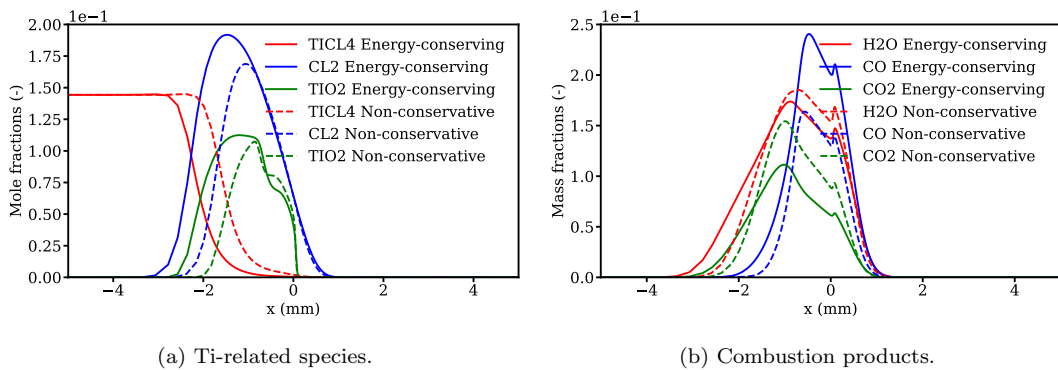 1e−1
2.00
1.75
1.50
1.25
1.00
0.75
0.50
0.25
0.00
Mole fractions (-)
TICL4 Energy-conserving
CL2 Energy-conserving
TIO2 Energy-conserving
TICL4 Non-conservative
CL2 Non-conservative
TIO2 Non-conservative
−4 −2 0 2 4
x (mm)
(a) Ti-related species.
1e−1
2.5
2.0
1.5
1.0
0.5
0.0
Mass fractions (-)
H2O Energy-conserving
CO Energy-conserving
CO2 Energy-conserving
H2O Non-conservative
CO Non-conservative
CO2 Non-conservative
−4 −2 0 2 4
x (mm)
(b) Combustion products.